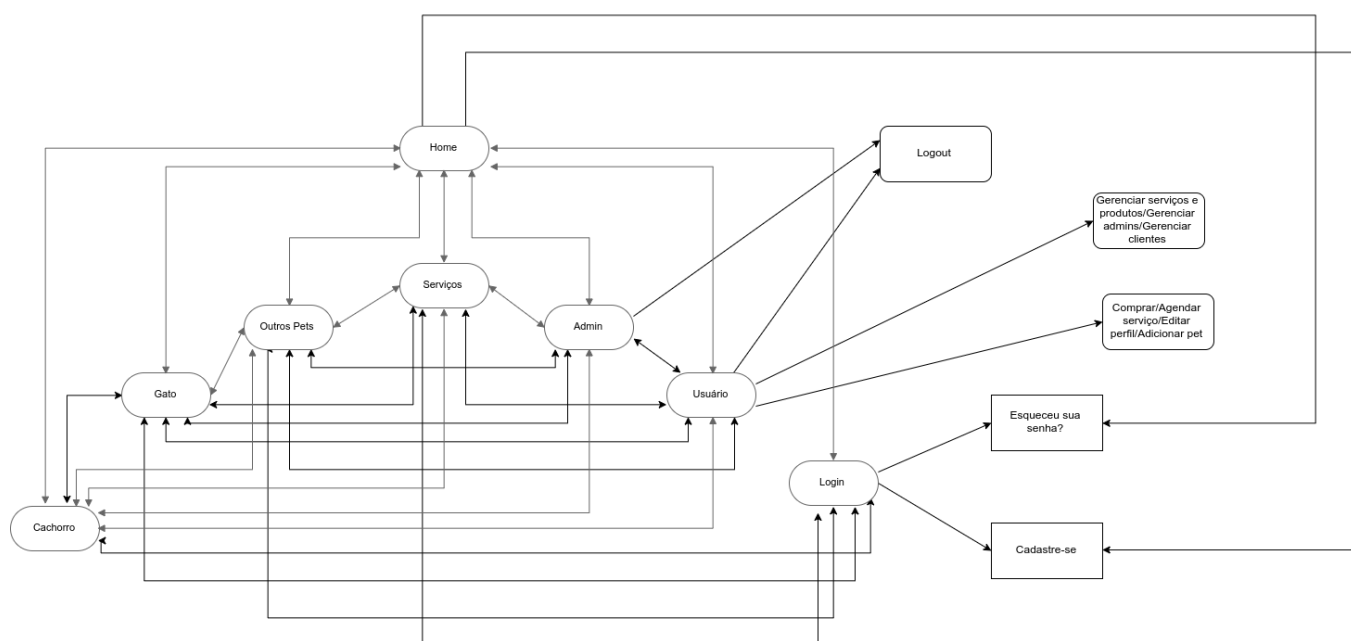 Home
Logout
Gerenciar serviços e
produtos/Gerenciar
admins/Gerenciar
clientes
Serviços
Outros Pets
Admin
Comprar/Agendar
serviço/Editar
perfil/Adicionar pet
Gato
Usuário
Esqueceu sua
senha?
Login
Cachorro
Cadastre-se